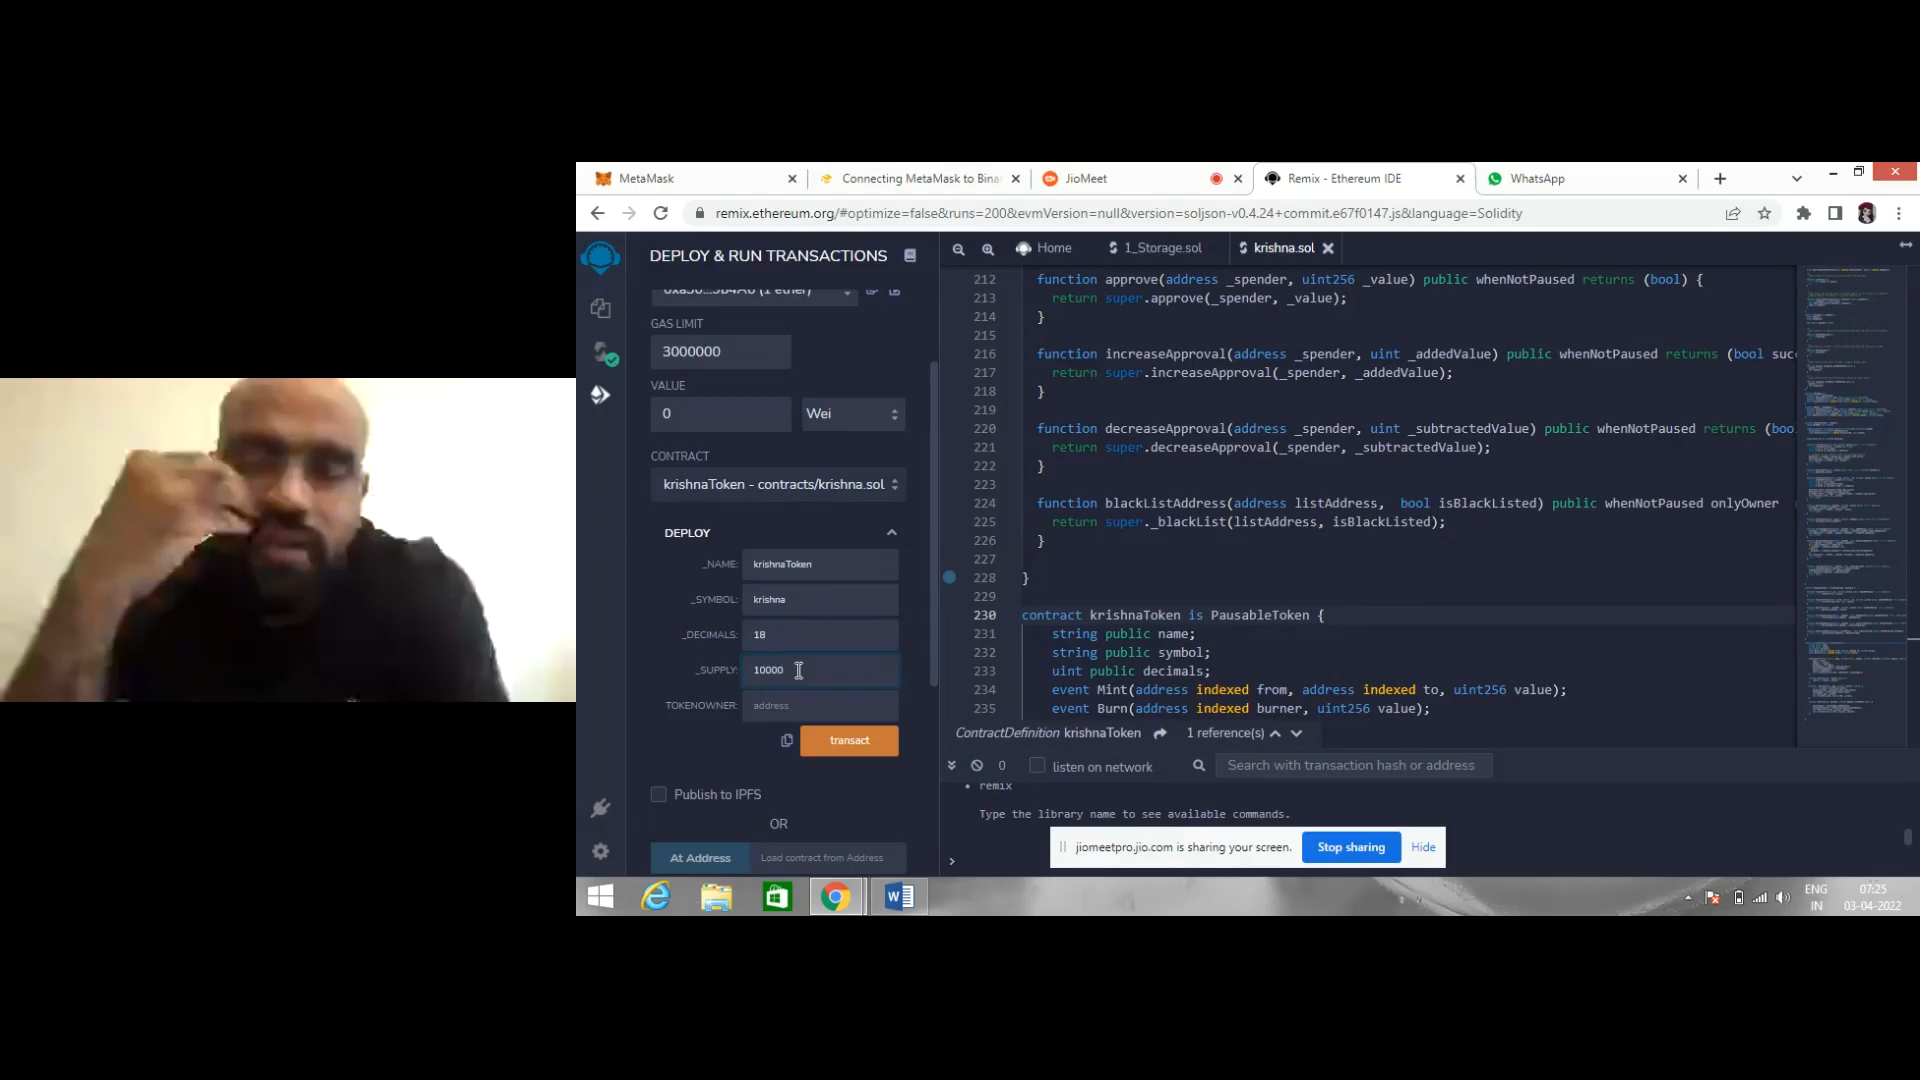 MetaMask
Connecting MetaMask to Bina
JioMeet
Remix - Ethereum IDE
WhatsApp
remix.ethereum.org/#optimize=false&runs=200&evmVersion=null&version=soljson-v0.4.24+commit.e67f0147.js&language=Solidity
DEPLOY & RUN TRANSACTIONS
GAS LIMIT
3000000
VALUE
0
Wei
CONTRACT
krishnaToken - contracts/krishna.sol
DEPLOY
_NAME: krishnaToken
_SYMBOL: krishna
_DECIMALS: 18
_SUPPLY: 10000
TOKENOWNER: address
transact
Publish to IPFS
OR
At Address Load contract from Address
Home
1_Storage.sol
krishna.sol
212 function approve(address _spender, uint256 _value) public whenNotPaused returns (bool) {
213 return super.approve(_spender, _value);
214 }
215
216 function increaseApproval(address _spender, uint _addedValue) public whenNotPaused returns (bool suc
217 return super.increaseApproval(_spender, _addedValue);
218 }
219
220 function decreaseApproval(address _spender, uint _subtractedValue) public whenNotPaused returns (boo
221 return super.decreaseApproval(_spender, _subtractedValue);
222 }
223
224 function blackListAddress(address listAddress, bool isBlackListed) public whenNotPaused onlyOwner
225 return super._blackList(listAddress, isBlackListed);
226 }
227
228 }
229
230 contract krishnaToken is PausableToken {
231 string public name;
232 string public symbol;
233 uint public decimals;
234 event Mint(address indexed from, address indexed to, uint256 value);
235 event Burn(address indexed burner, uint256 value);
ContractDefinition krishnaToken 1 reference(s)
0 listen on network Search with transaction hash or address
remix
Type the library name to see available commands.
jiomeetpro.jio.com is sharing your screen. Stop sharing Hide
>
ENG
IN
07:25
03-04-2022